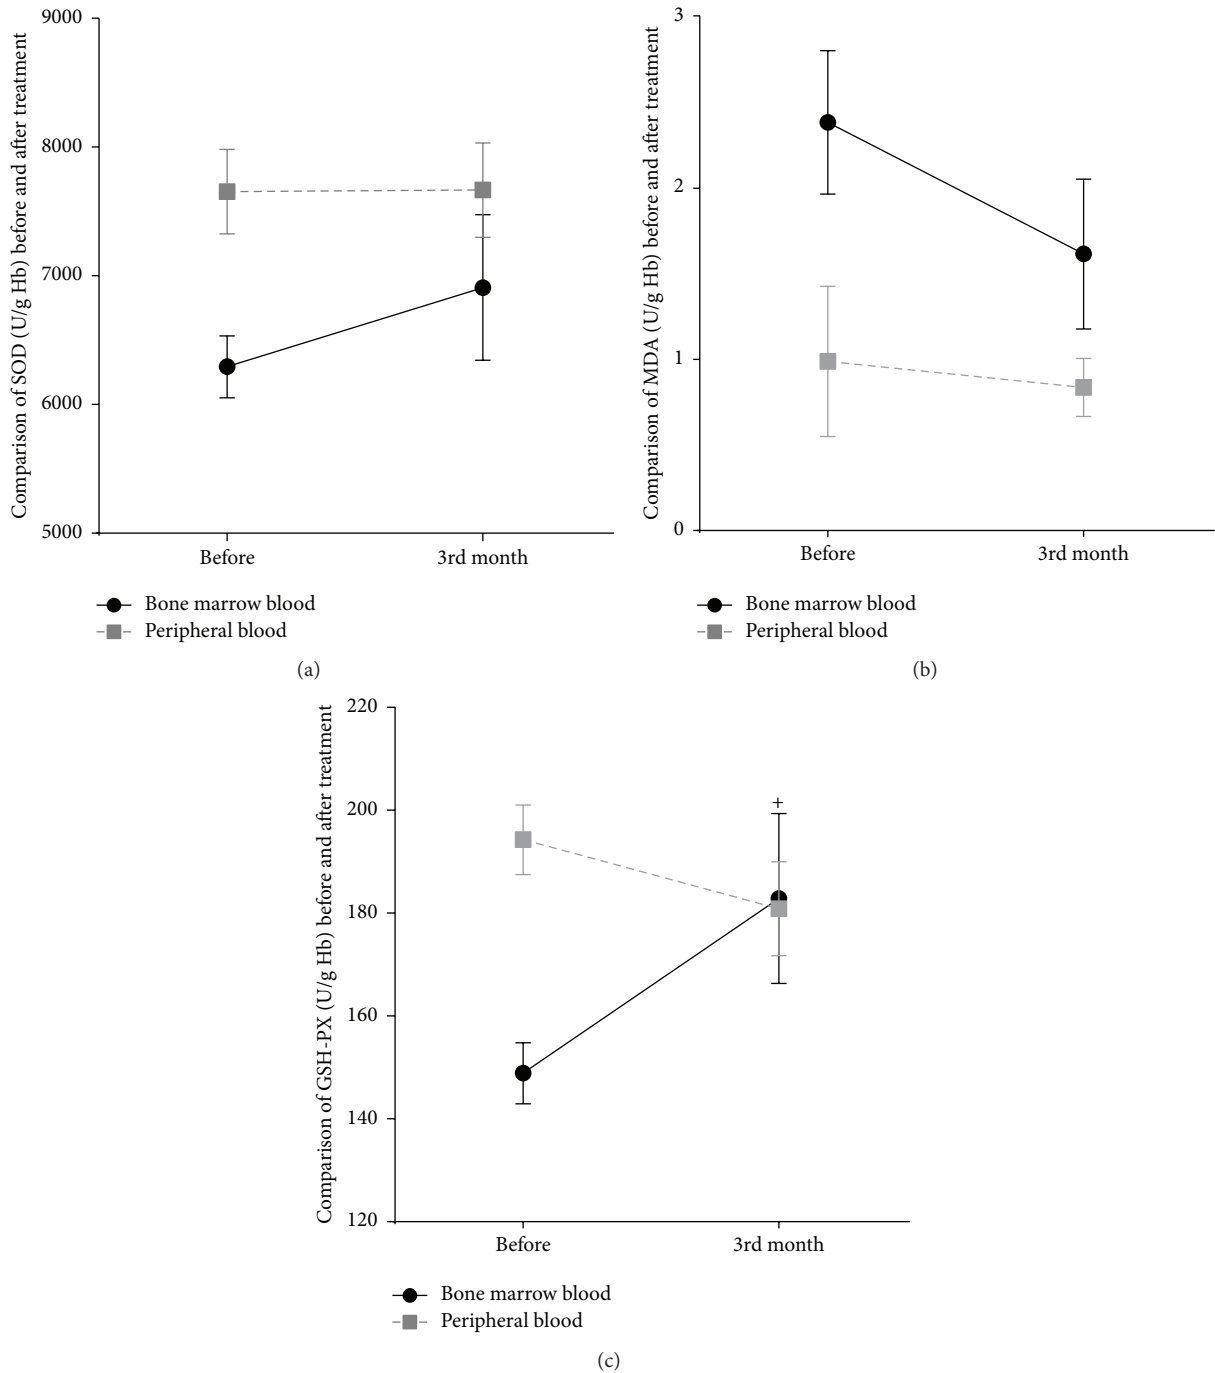 Comparison of SOD (U/g Hb) before and after treatment
9000
8000
7000
6000
5000
Before
3rd month
Bone marrow blood
Peripheral blood
(a)
Comparison of MDA (U/g Hb) before and after treatment
3
2
1
0
Before
3rd month
Bone marrow blood
Peripheral blood
(b)
Comparison of GSH-PX (U/g Hb) before and after treatment
220
200
180
160
140
120
+
Before
3rd month
Bone marrow blood
Peripheral blood
(c)